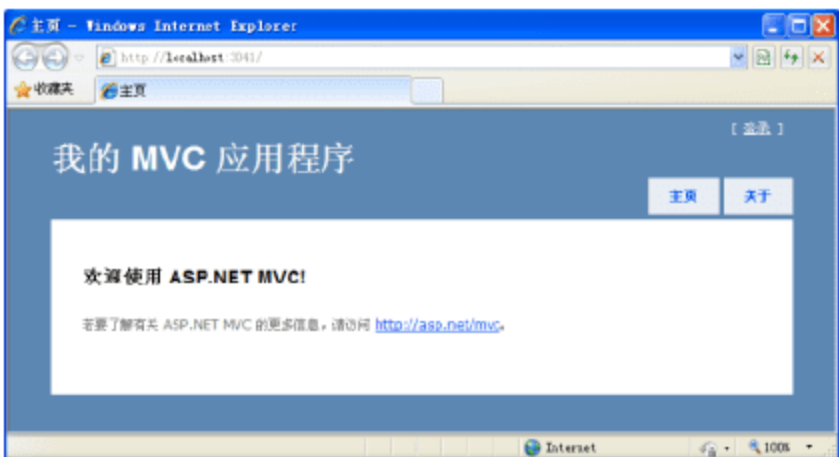 主页 - Windows Internet Explorer
http://localhost:3041/
收藏夹 主页
[ 登录 ]
我的 MVC 应用程序
主页 关于
欢迎使用 ASP.NET MVC!
若要了解有关 ASP.NET MVC 的更多信息，请访问 http://asp.net/mvc。
Internet 100%